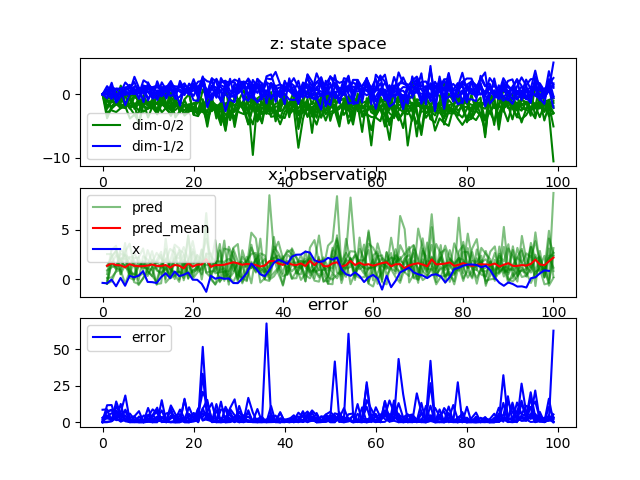 z: state space
0
−10
dim-0/2
dim-1/2
0 20 40 60 80 100
x: observation
5
0
pred
pred_mean
x
0 20 40 60 80 100
error
50
25
0
error
0 20 40 60 80 100